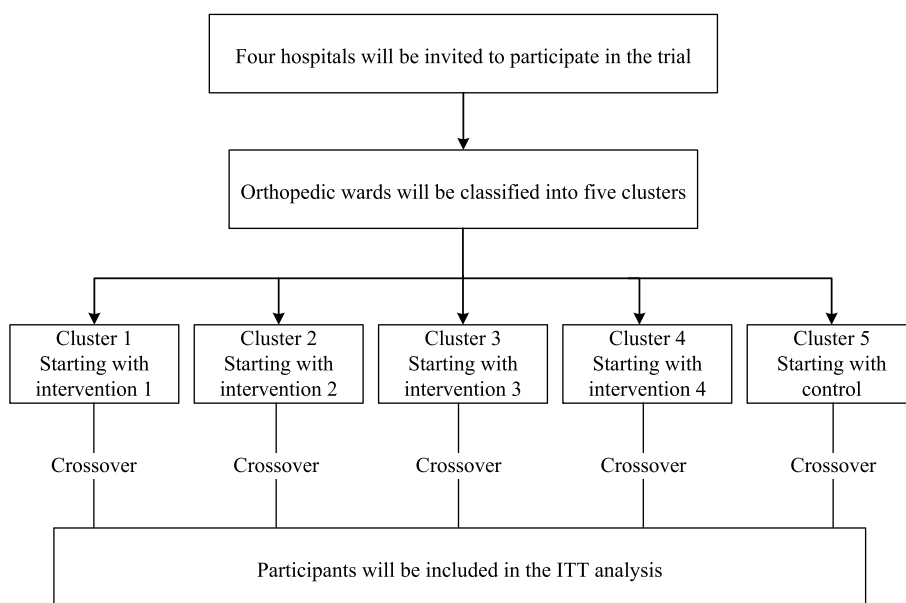 Four hospitals will be invited to participate in the trial
Orthopedic wards will be classified into five clusters
Cluster 1
Starting with
intervention 1
Cluster 2
Starting with
intervention 2
Cluster 3
Starting with
intervention 3
Cluster 4
Starting with
intervention 4
Cluster 5
Starting with
control
Crossover
Crossover
Crossover
Crossover
Crossover
Participants will be included in the ITT analysis